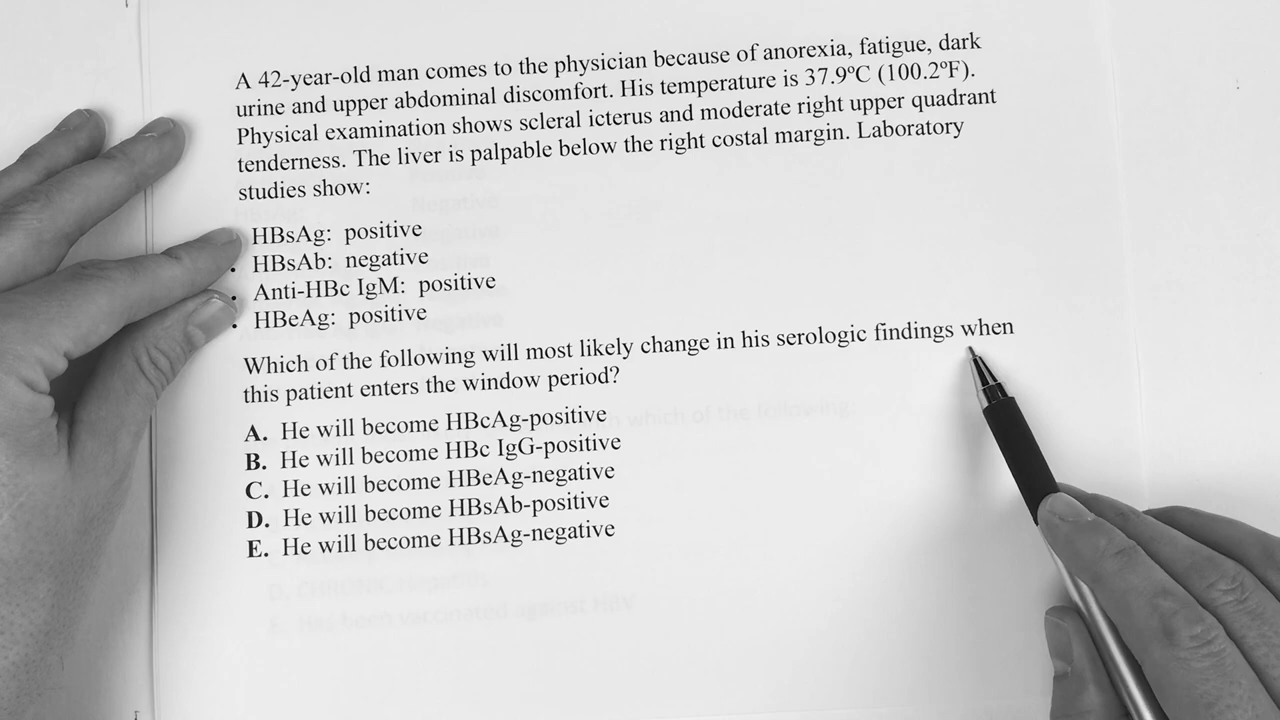 A 42-year-old man comes to the physician because of anorexia, fatigue, dark
urine and upper abdominal discomfort. His temperature is 37.9ºC (100.2ºF).
Physical examination shows scleral icterus and moderate right upper quadrant
tenderness. The liver is palpable below the right costal margin. Laboratory
studies show:
HBsAg: positive
• HBsAb: negative
• Anti-HBc IgM: positive
• HBeAg: positive
Which of the following will most likely change in his serologic findings when
this patient enters the window period?
A. He will become HBcAg-positive
B. He will become HBc IgG-positive
C. He will become HBeAg-negative
D. He will become HBsAb-positive
E. He will become HBsAg-negative